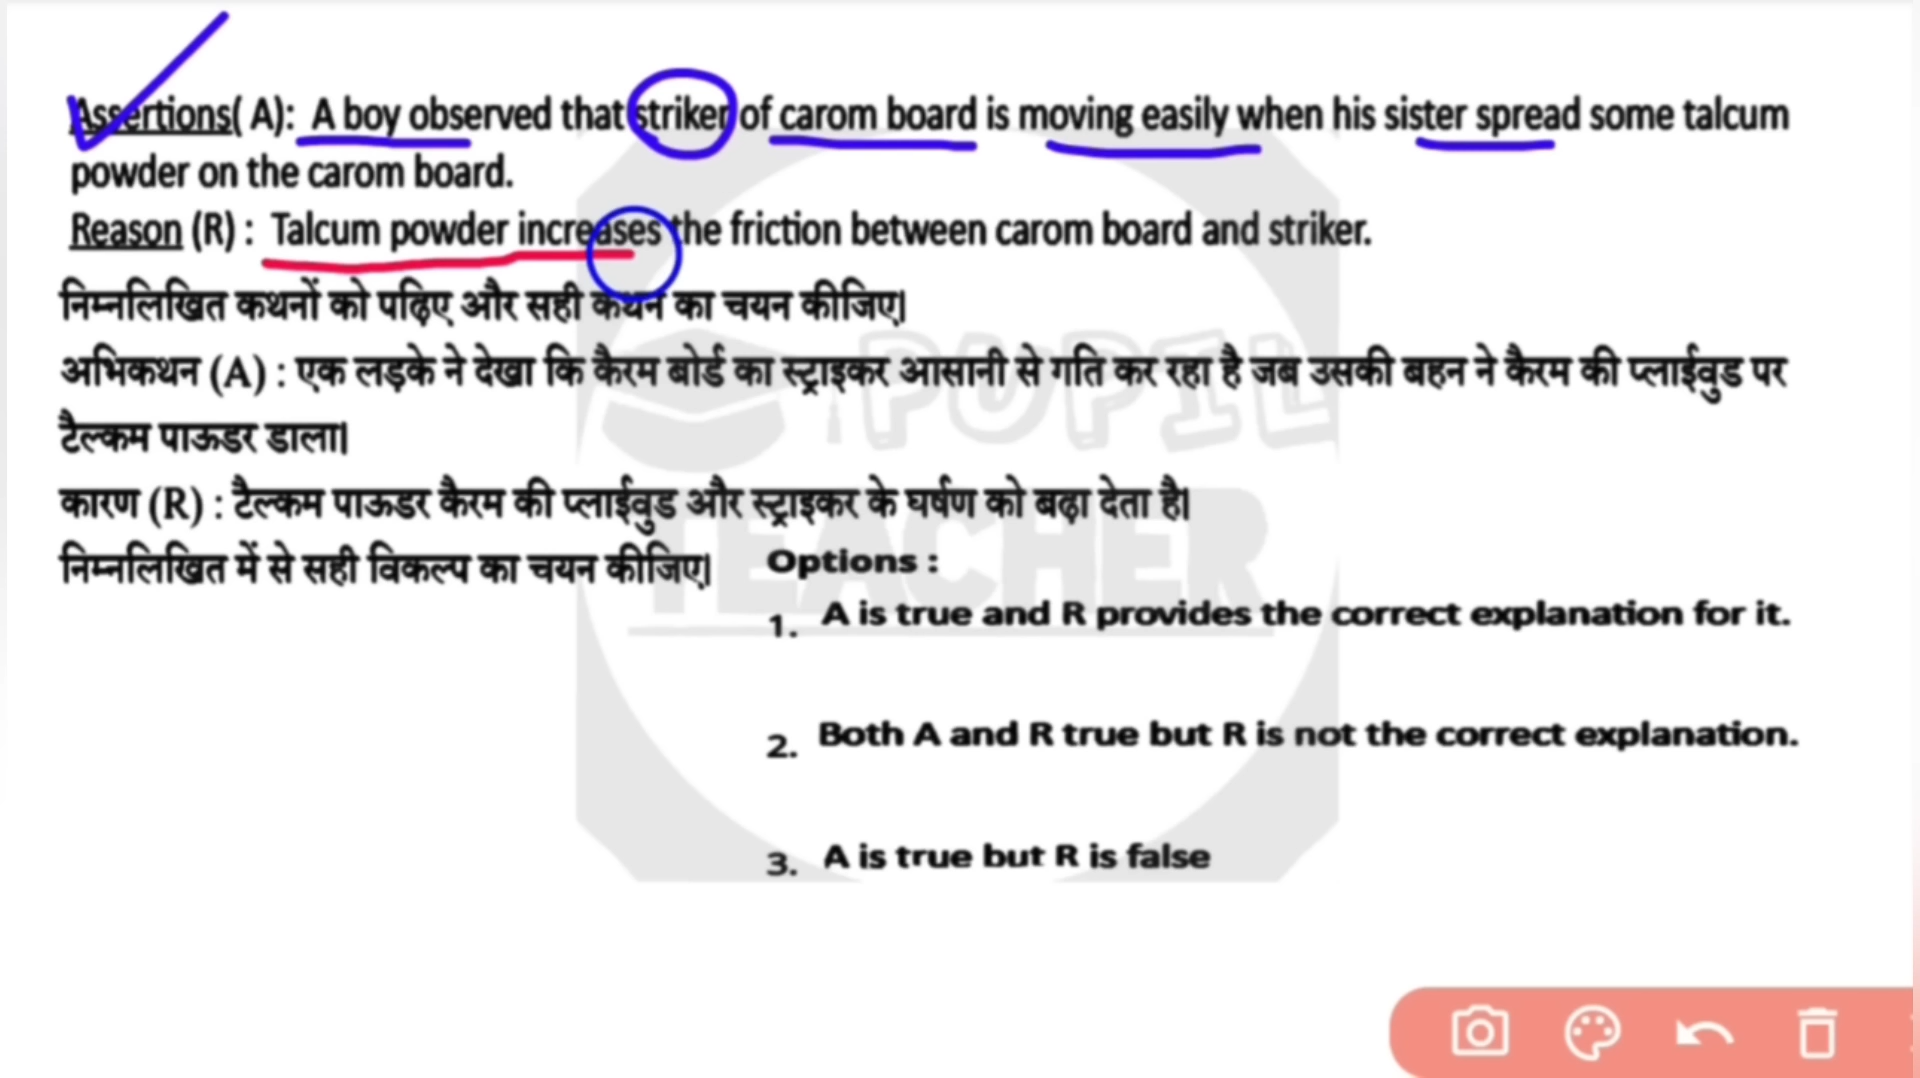 Assertions( A): A boy observed that striker of carom board is moving easily when his sister spread some talcum
powder on the carom board.
Reason (R) : Talcum powder increases the friction between carom board and striker.
निम्नलिखित कथनों को पढ़िए और सही कथन का चयन कीजिए।
अभिकथन (A) : एक लड़के ने देखा कि कैरम बोर्ड का स्ट्राइकर आसानी से गति कर रहा है जब उसकी बहन ने कैरम की प्लाईवुड पर
टैल्कम पाऊडर डाला।
कारण (R) : टैल्कम पाऊडर कैरम की प्लाईवुड और स्ट्राइकर के घर्षण को बढ़ा देता है।
निम्नलिखित में से सही विकल्प का चयन कीजिए।
Options :
1. A is true and R provides the correct explanation for it.
2. Both A and R true but R is not the correct explanation.
3. A is true but R is false
PUPIL
TEACHER